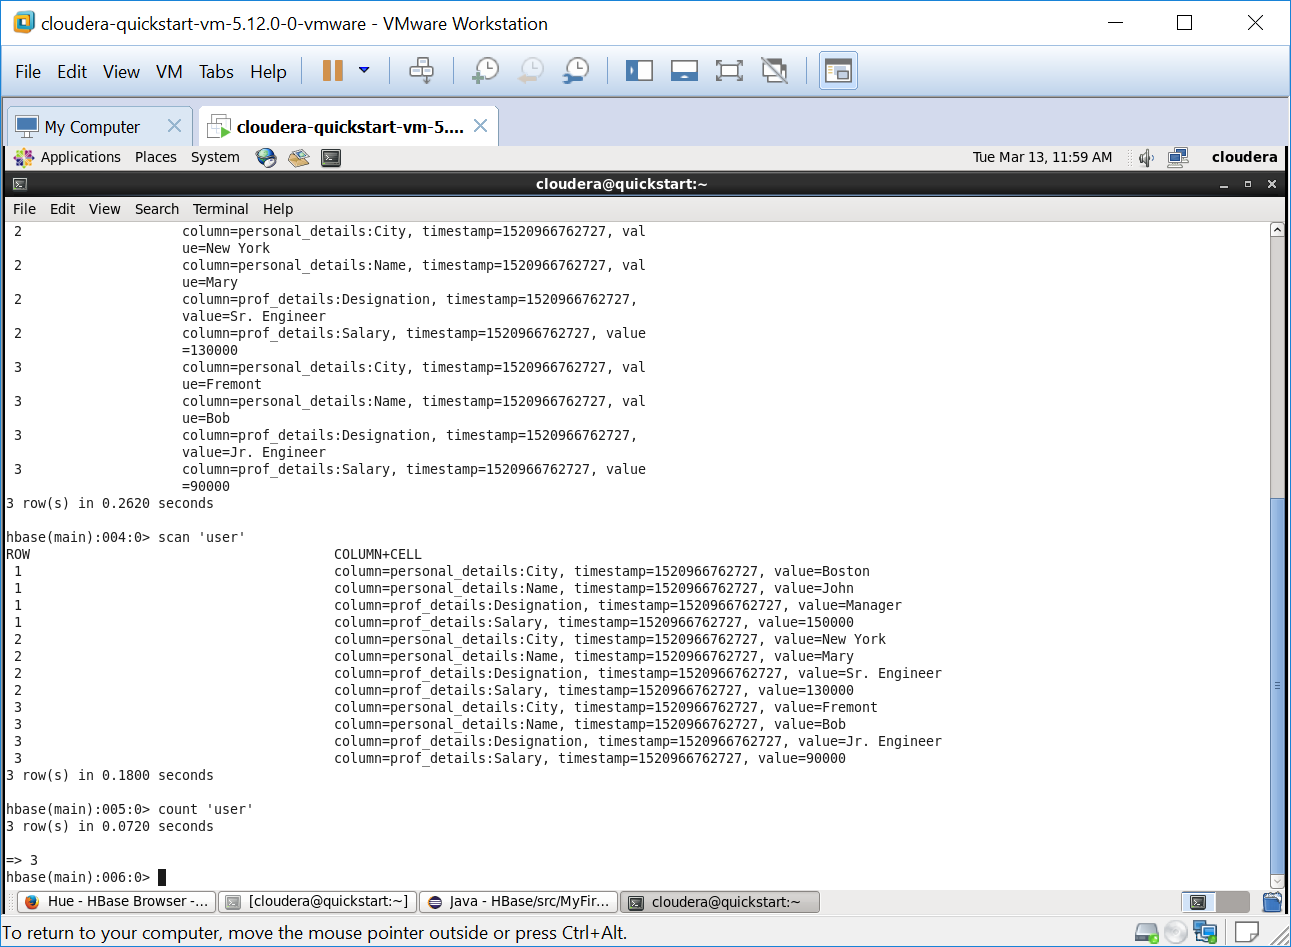 cloudera-quickstart-vm-5.12.0-0-vmware - VMware Workstation
File Edit View VM Tabs Help
My Computer
cloudera-quickstart-vm-5....
Applications Places System
Tue Mar 13, 11:59 AM
cloudera
cloudera@quickstart:~
File Edit View Search Terminal Help
2 column=personal_details:City, timestamp=1520966762727, val
ue=New York
2 column=personal_details:Name, timestamp=1520966762727, val
ue=Mary
2 column=prof_details:Designation, timestamp=1520966762727,
value=Sr. Engineer
2 column=prof_details:Salary, timestamp=1520966762727, value
=130000
3 column=personal_details:City, timestamp=1520966762727, val
ue=Fremont
3 column=personal_details:Name, timestamp=1520966762727, val
ue=Bob
3 column=prof_details:Designation, timestamp=1520966762727,
value=Jr. Engineer
3 column=prof_details:Salary, timestamp=1520966762727, value
=90000
3 row(s) in 0.2620 seconds
hbase(main):004:0> scan 'user'
ROW COLUMN+CELL
1 column=personal_details:City, timestamp=1520966762727, value=Boston
1 column=personal_details:Name, timestamp=1520966762727, value=John
1 column=prof_details:Designation, timestamp=1520966762727, value=Manager
1 column=prof_details:Salary, timestamp=1520966762727, value=150000
2 column=personal_details:City, timestamp=1520966762727, value=New York
2 column=personal_details:Name, timestamp=1520966762727, value=Mary
2 column=prof_details:Designation, timestamp=1520966762727, value=Sr. Engineer
2 column=prof_details:Salary, timestamp=1520966762727, value=130000
3 column=personal_details:City, timestamp=1520966762727, value=Fremont
3 column=personal_details:Name, timestamp=1520966762727, value=Bob
3 column=prof_details:Designation, timestamp=1520966762727, value=Jr. Engineer
3 column=prof_details:Salary, timestamp=1520966762727, value=90000
3 row(s) in 0.1800 seconds
hbase(main):005:0> count 'user'
3 row(s) in 0.0720 seconds
=> 3
hbase(main):006:0>
Hue - HBase Browser -...
[cloudera@quickstart:~]
Java - HBase/src/MyFir...
cloudera@quickstart:~
To return to your computer, move the mouse pointer outside or press Ctrl+Alt.